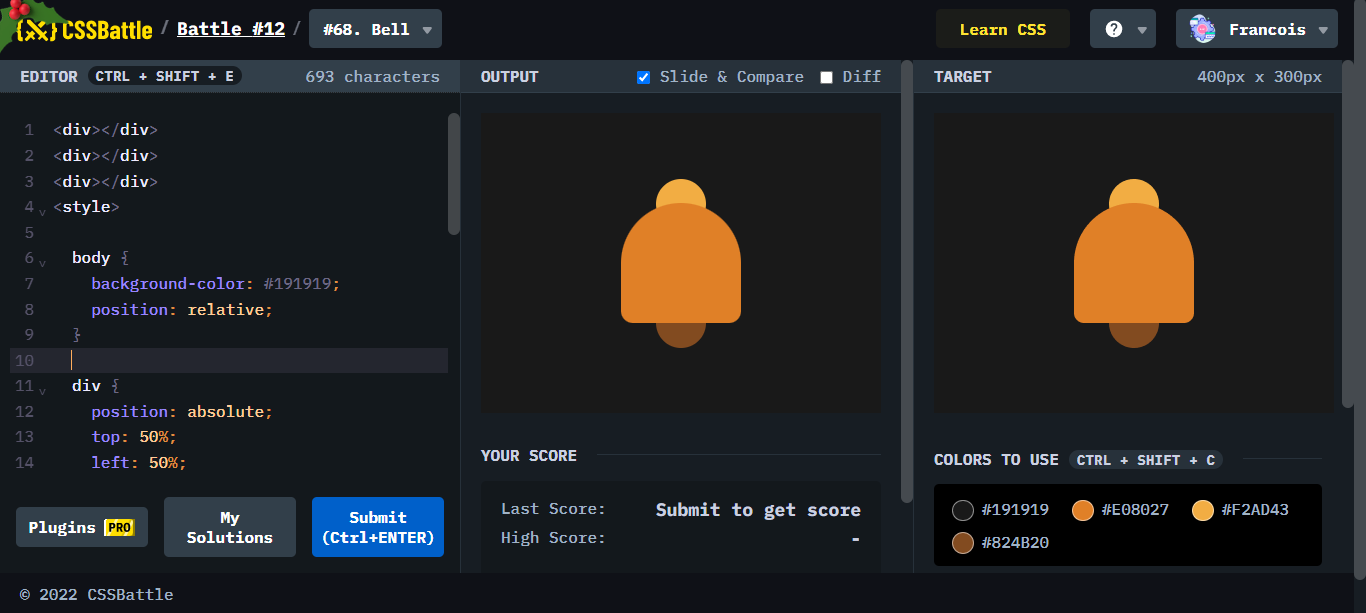 CSSBattle / Battle #12 / #68. Bell Learn CSS ? Francois
EDITOR CTRL + SHIFT + E 693 characters
OUTPUT Slide & Compare Diff
TARGET 400px x 300px
1 <div></div>
2 <div></div>
3 <div></div>
4 <style>
5
6 body {
7 background-color: #191919;
8 position: relative;
9 }
10
11 div {
12 position: absolute;
13 top: 50%;
14 left: 50%;
Plugins PRO
My
Solutions
Submit
(Ctrl+ENTER)
YOUR SCORE
Last Score: Submit to get score
High Score: -
COLORS TO USE CTRL + SHIFT + C
#191919 #E08027 #F2AD43
#824B20
© 2022 CSSBattle